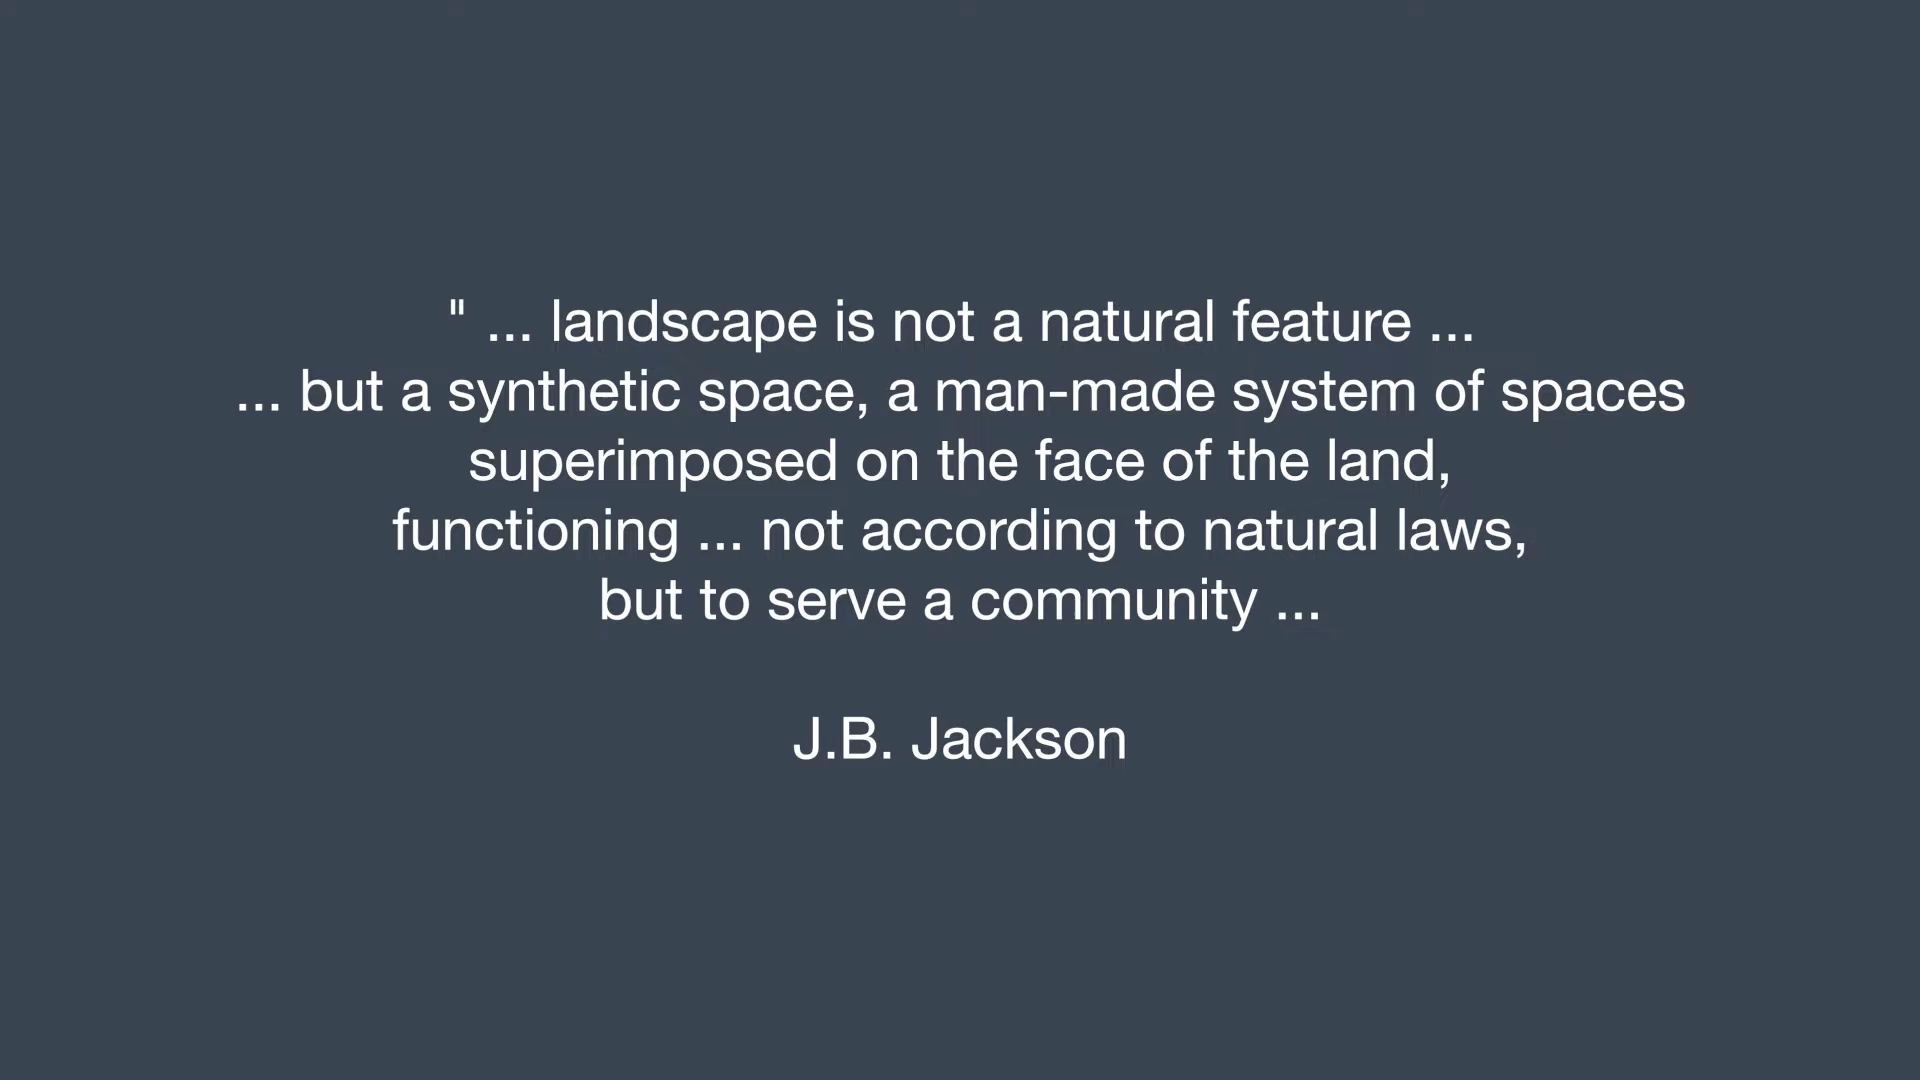 " ... landscape is not a natural feature ...
... but a synthetic space, a man-made system of spaces
superimposed on the face of the land,
functioning ... not according to natural laws,
but to serve a community ...
J.B. Jackson